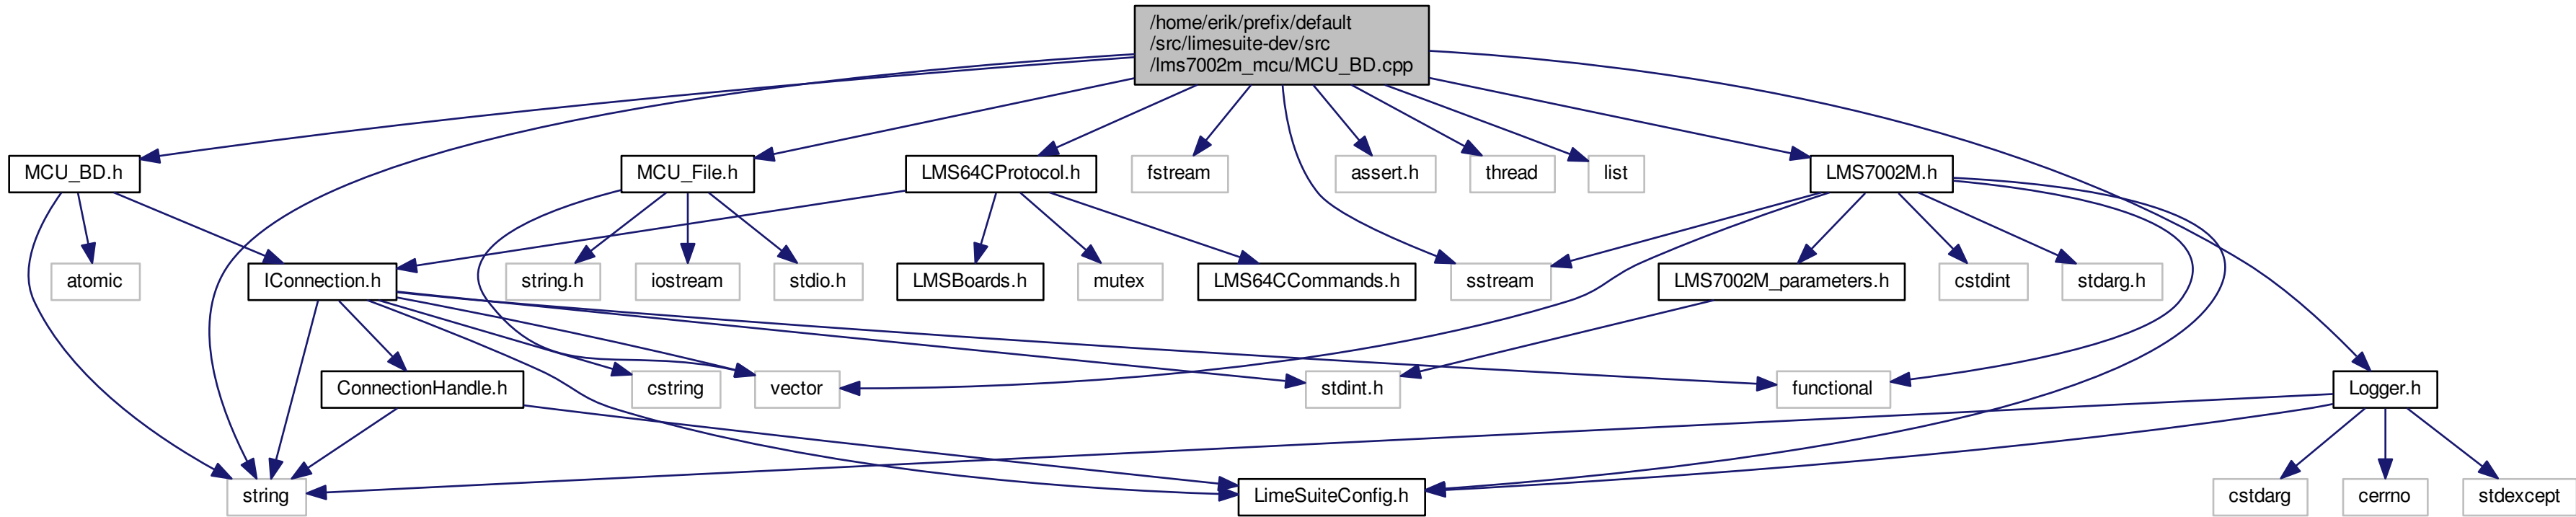 /home/erik/prefix/default
/src/limesuite-dev/src
/lms7002m_mcu/MCU_BD.cpp
MCU_BD.h
MCU_File.h
LMS64CProtocol.h
fstream
assert.h
thread
list
LMS7002M.h
atomic
IConnection.h
string.h
iostream
stdio.h
LMSBoards.h
mutex
LMS64CCommands.h
sstream
LMS7002M_parameters.h
cstdint
stdarg.h
ConnectionHandle.h
cstring
vector
stdint.h
functional
Logger.h
string
LimeSuiteConfig.h
cstdarg
cerrno
stdexcept